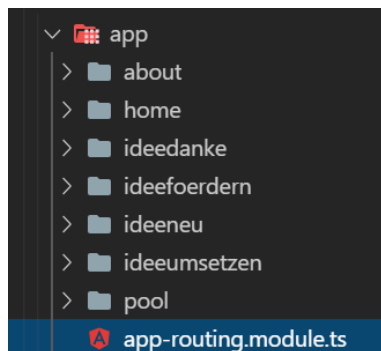 app
about
home
ideedanke
ideefoerdern
ideeneu
ideeumsetzen
pool
app-routing.module.ts